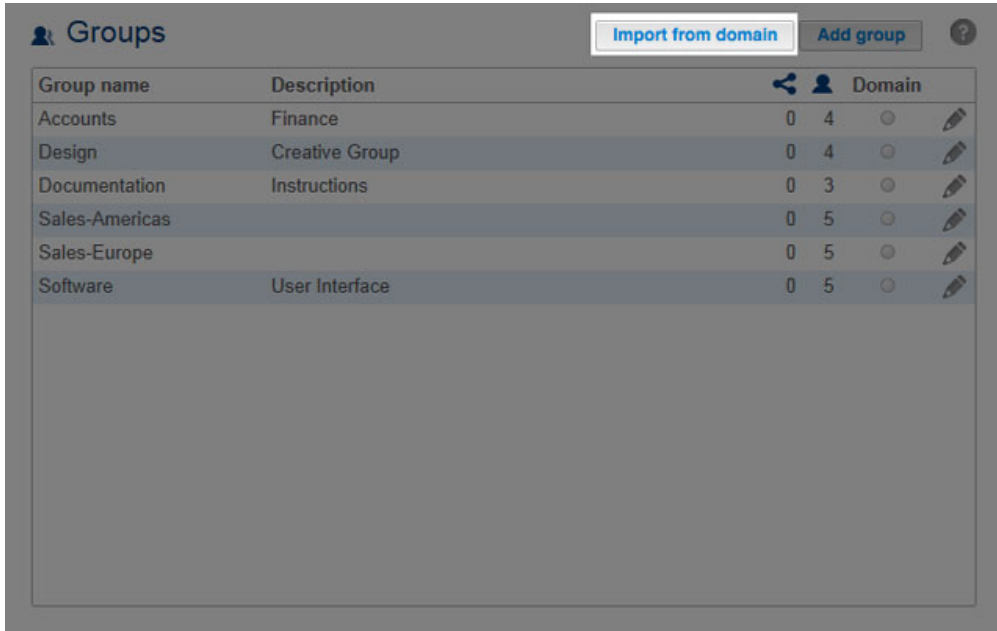 Groups
Import from domain
Add group
?
Group name Description Domain
Accounts Finance 0 4
Design Creative Group 0 4
Documentation Instructions 0 3
Sales-Americas 0 5
Sales-Europe 0 5
Software User Interface 0 5